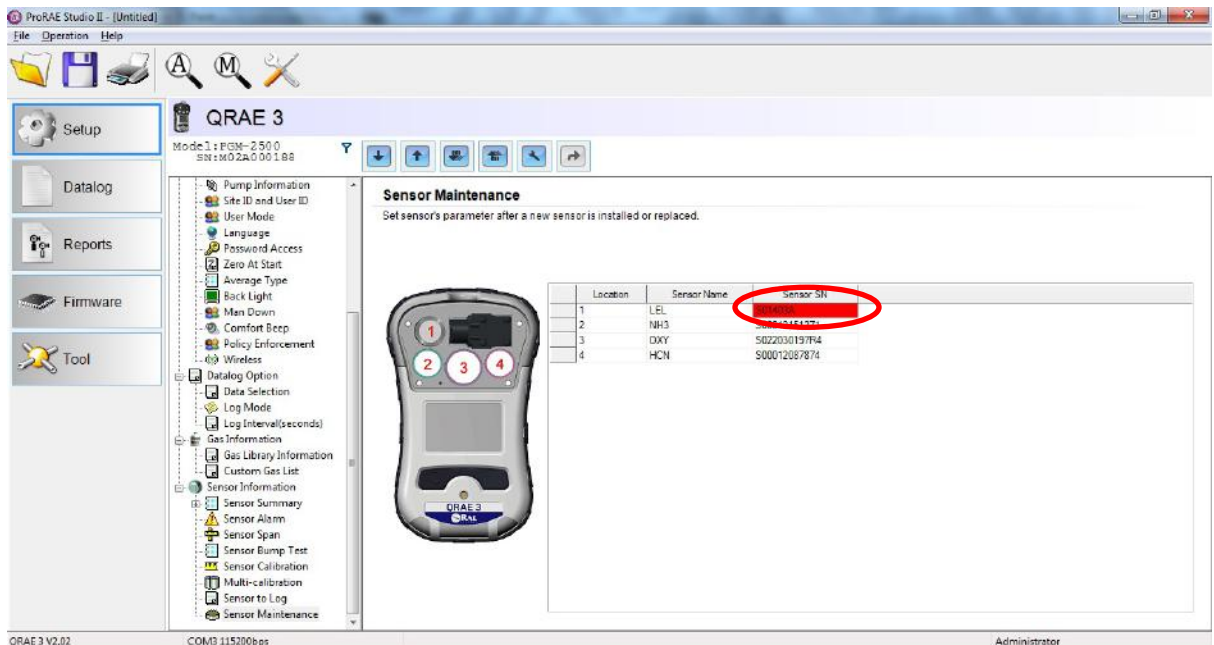 ProRAE Studio II - [Untitled]
File Operation Help
A M
Setup
Datalog
Reports
Firmware
Tool
QRAE 3
Model:PGM-2500
SN:M02A000188
Pump Information
Site ID and User ID
User Mode
Language
Password Access
Zero At Start
Average Type
Back Light
Man Down
Comfort Beep
Policy Enforcement
Wireless
Datalog Option
Data Selection
Log Mode
Log Interval(seconds)
Gas Information
Gas Library Information
Custom Gas List
Sensor Information
Sensor Summary
Sensor Alarm
Sensor Span
Sensor Bump Test
Sensor Calibration
Multi-calibration
Sensor to Log
Sensor Maintenance
Sensor Maintenance
Set sensor's parameter after a new sensor is installed or replaced.
1
2 3 4
QRAE 3
RAE
Location Sensor Name Sensor SN
1 LEL
2 NH3
3 OXY S022030197R4
4 HCN S00012087874
QRAE 3 V2.02 COM3 115200bps Administrator